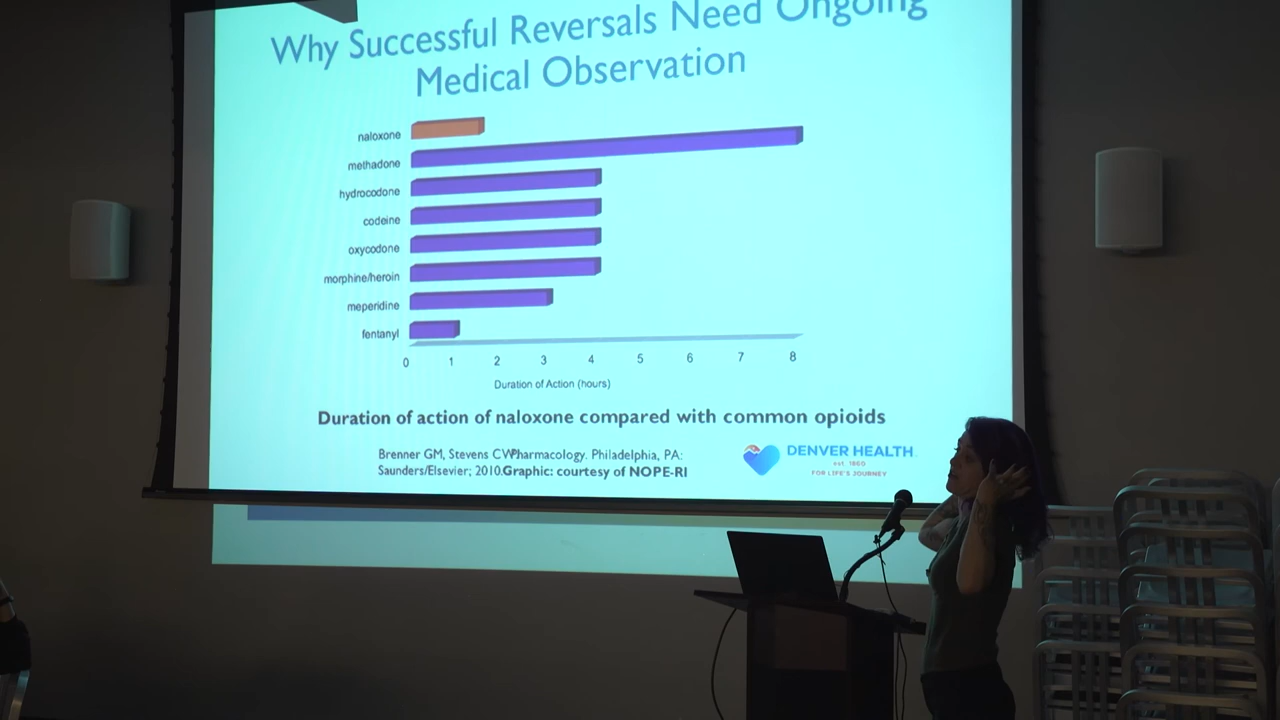 Why Successful Reversals Need Ongoing
Medical Observation
naloxone
methadone
hydrocodone
codeine
oxycodone
morphine/heroin
meperidine
fentanyl
0 1 2 3 4 5 6 7 8
Duration of Action (hours)
Duration of action of naloxone compared with common opioids
Brenner GM, Stevens CWPharmacology. Philadelphia, PA:
Saunders/Elsevier; 2010.Graphic: courtesy of NOPE-RI
DENVER HEALTH
est. 1860
FOR LIFE'S JOURNEY